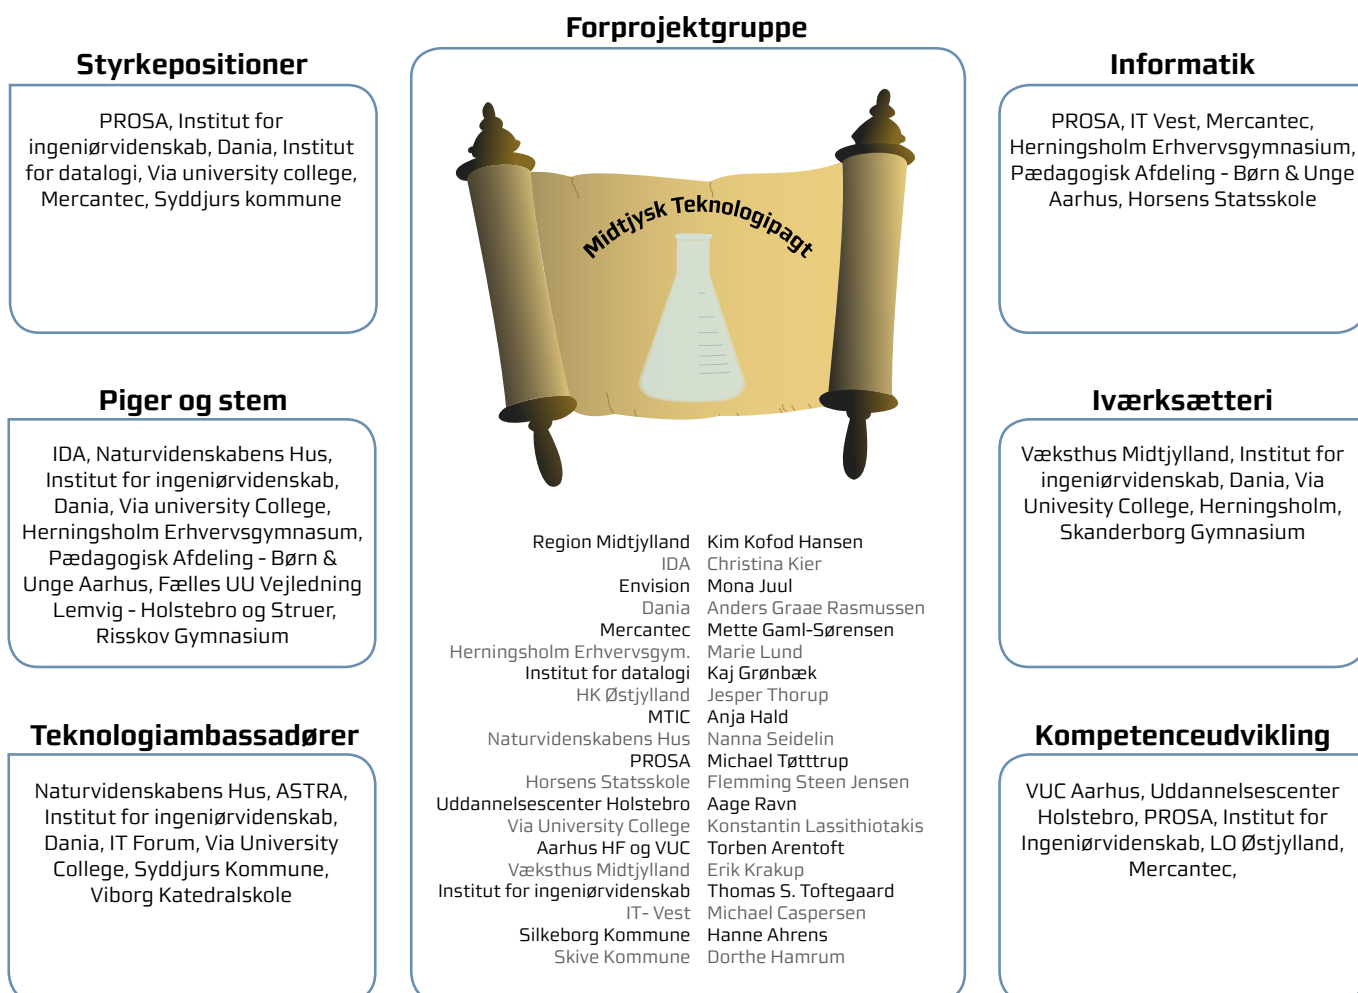 Forprojektgruppe
Styrkepositioner
PROSA, Institut for
ingeniørvidenskab, Dania, Institut
for datalogi, Via university college,
Mercantec, Syddjurs kommune
Piger og stem
IDA, Naturvidenskabens Hus,
Institut for ingeniørvidenskab,
Dania, Via university College,
Herningsholm Erhvervsgymnasum,
Pædagogisk Afdeling - Børn &
Unge Aarhus, Fælles UU Vejledning
Lemvig - Holstebro og Struer,
Risskov Gymnasium
Teknologiambassadører
Naturvidenskabens Hus, ASTRA,
Institut for ingeniørvidenskab,
Dania, IT Forum, Via University
College, Syddjurs Kommune,
Viborg Katedralskole
Midtjysk Teknologipagt
Region Midtjylland Kim Kofod Hansen
IDA Christina Kier
Envision Mona Juul
Dania Anders Graae Rasmussen
Mercantec Mette Gaml-Sørensen
Herningsholm Erhvervsgym. Marie Lund
Institut for datalogi Kaj Grønbæk
HK Østjylland Jesper Thorup
MTIC Anja Hald
Naturvidenskabens Hus Nanna Seidelin
PROSA Michael Tøtttrup
Horsens Statsskole Flemming Steen Jensen
Uddannelsescenter Holstebro Aage Ravn
Via University College Konstantin Lassithiotakis
Aarhus HF og VUC Torben Arentoft
Væksthus Midtjylland Erik Krakup
Institut for ingeniørvidenskab Thomas S. Toftegaard
IT- Vest Michael Caspersen
Silkeborg Kommune Hanne Ahrens
Skive Kommune Dorthe Hamrum
Informatik
PROSA, IT Vest, Mercantec,
Herningsholm Erhvervsgymnasium,
Pædagogisk Afdeling - Børn & Unge
Aarhus, Horsens Statsskole
Iværksætteri
Væksthus Midtjylland, Institut for
ingeniørvidenskab, Dania, Via
Univesity College, Herningsholm,
Skanderborg Gymnasium
Kompetenceudvikling
VUC Aarhus, Uddannelsescenter
Holstebro, PROSA, Institut for
Ingeniørvidenskab, LO Østjylland,
Mercantec,